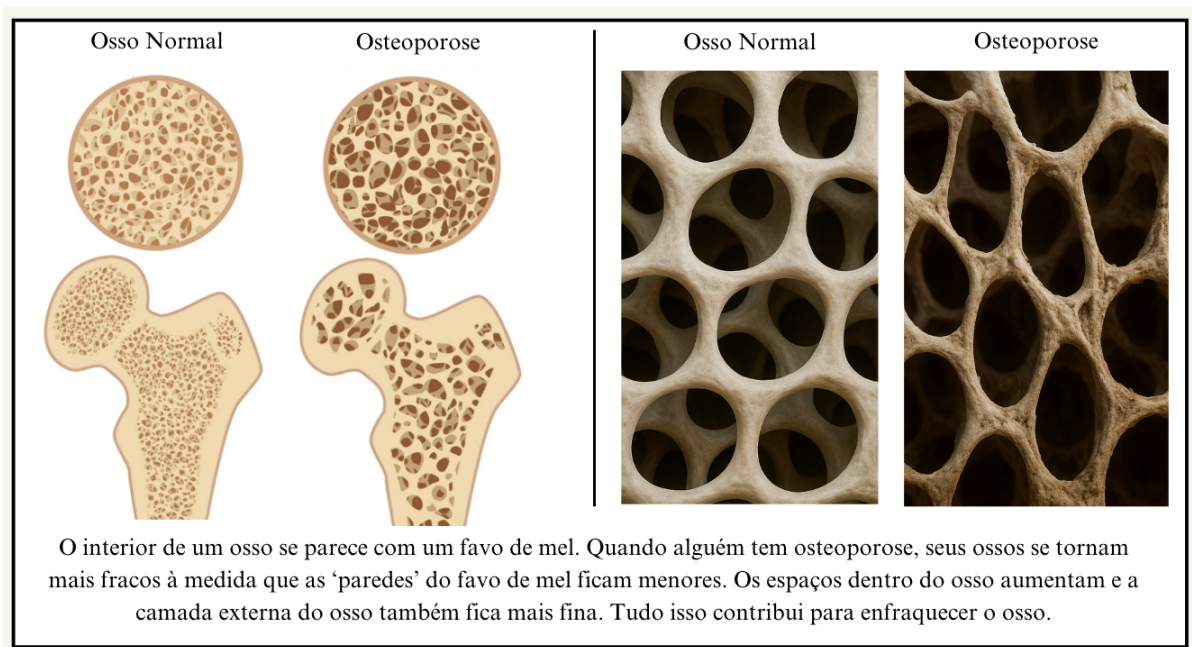 Osso Normal
Osteoporose
Osso Normal
Osteoporose
O interior de um osso se parece com um favo de mel. Quando alguém tem osteoporose, seus ossos se tornam
mais fracos à medida que as ‘paredes’ do favo de mel ficam menores. Os espaços dentro do osso aumentam e a
camada externa do osso também fica mais fina. Tudo isso contribui para enfraquecer o osso.